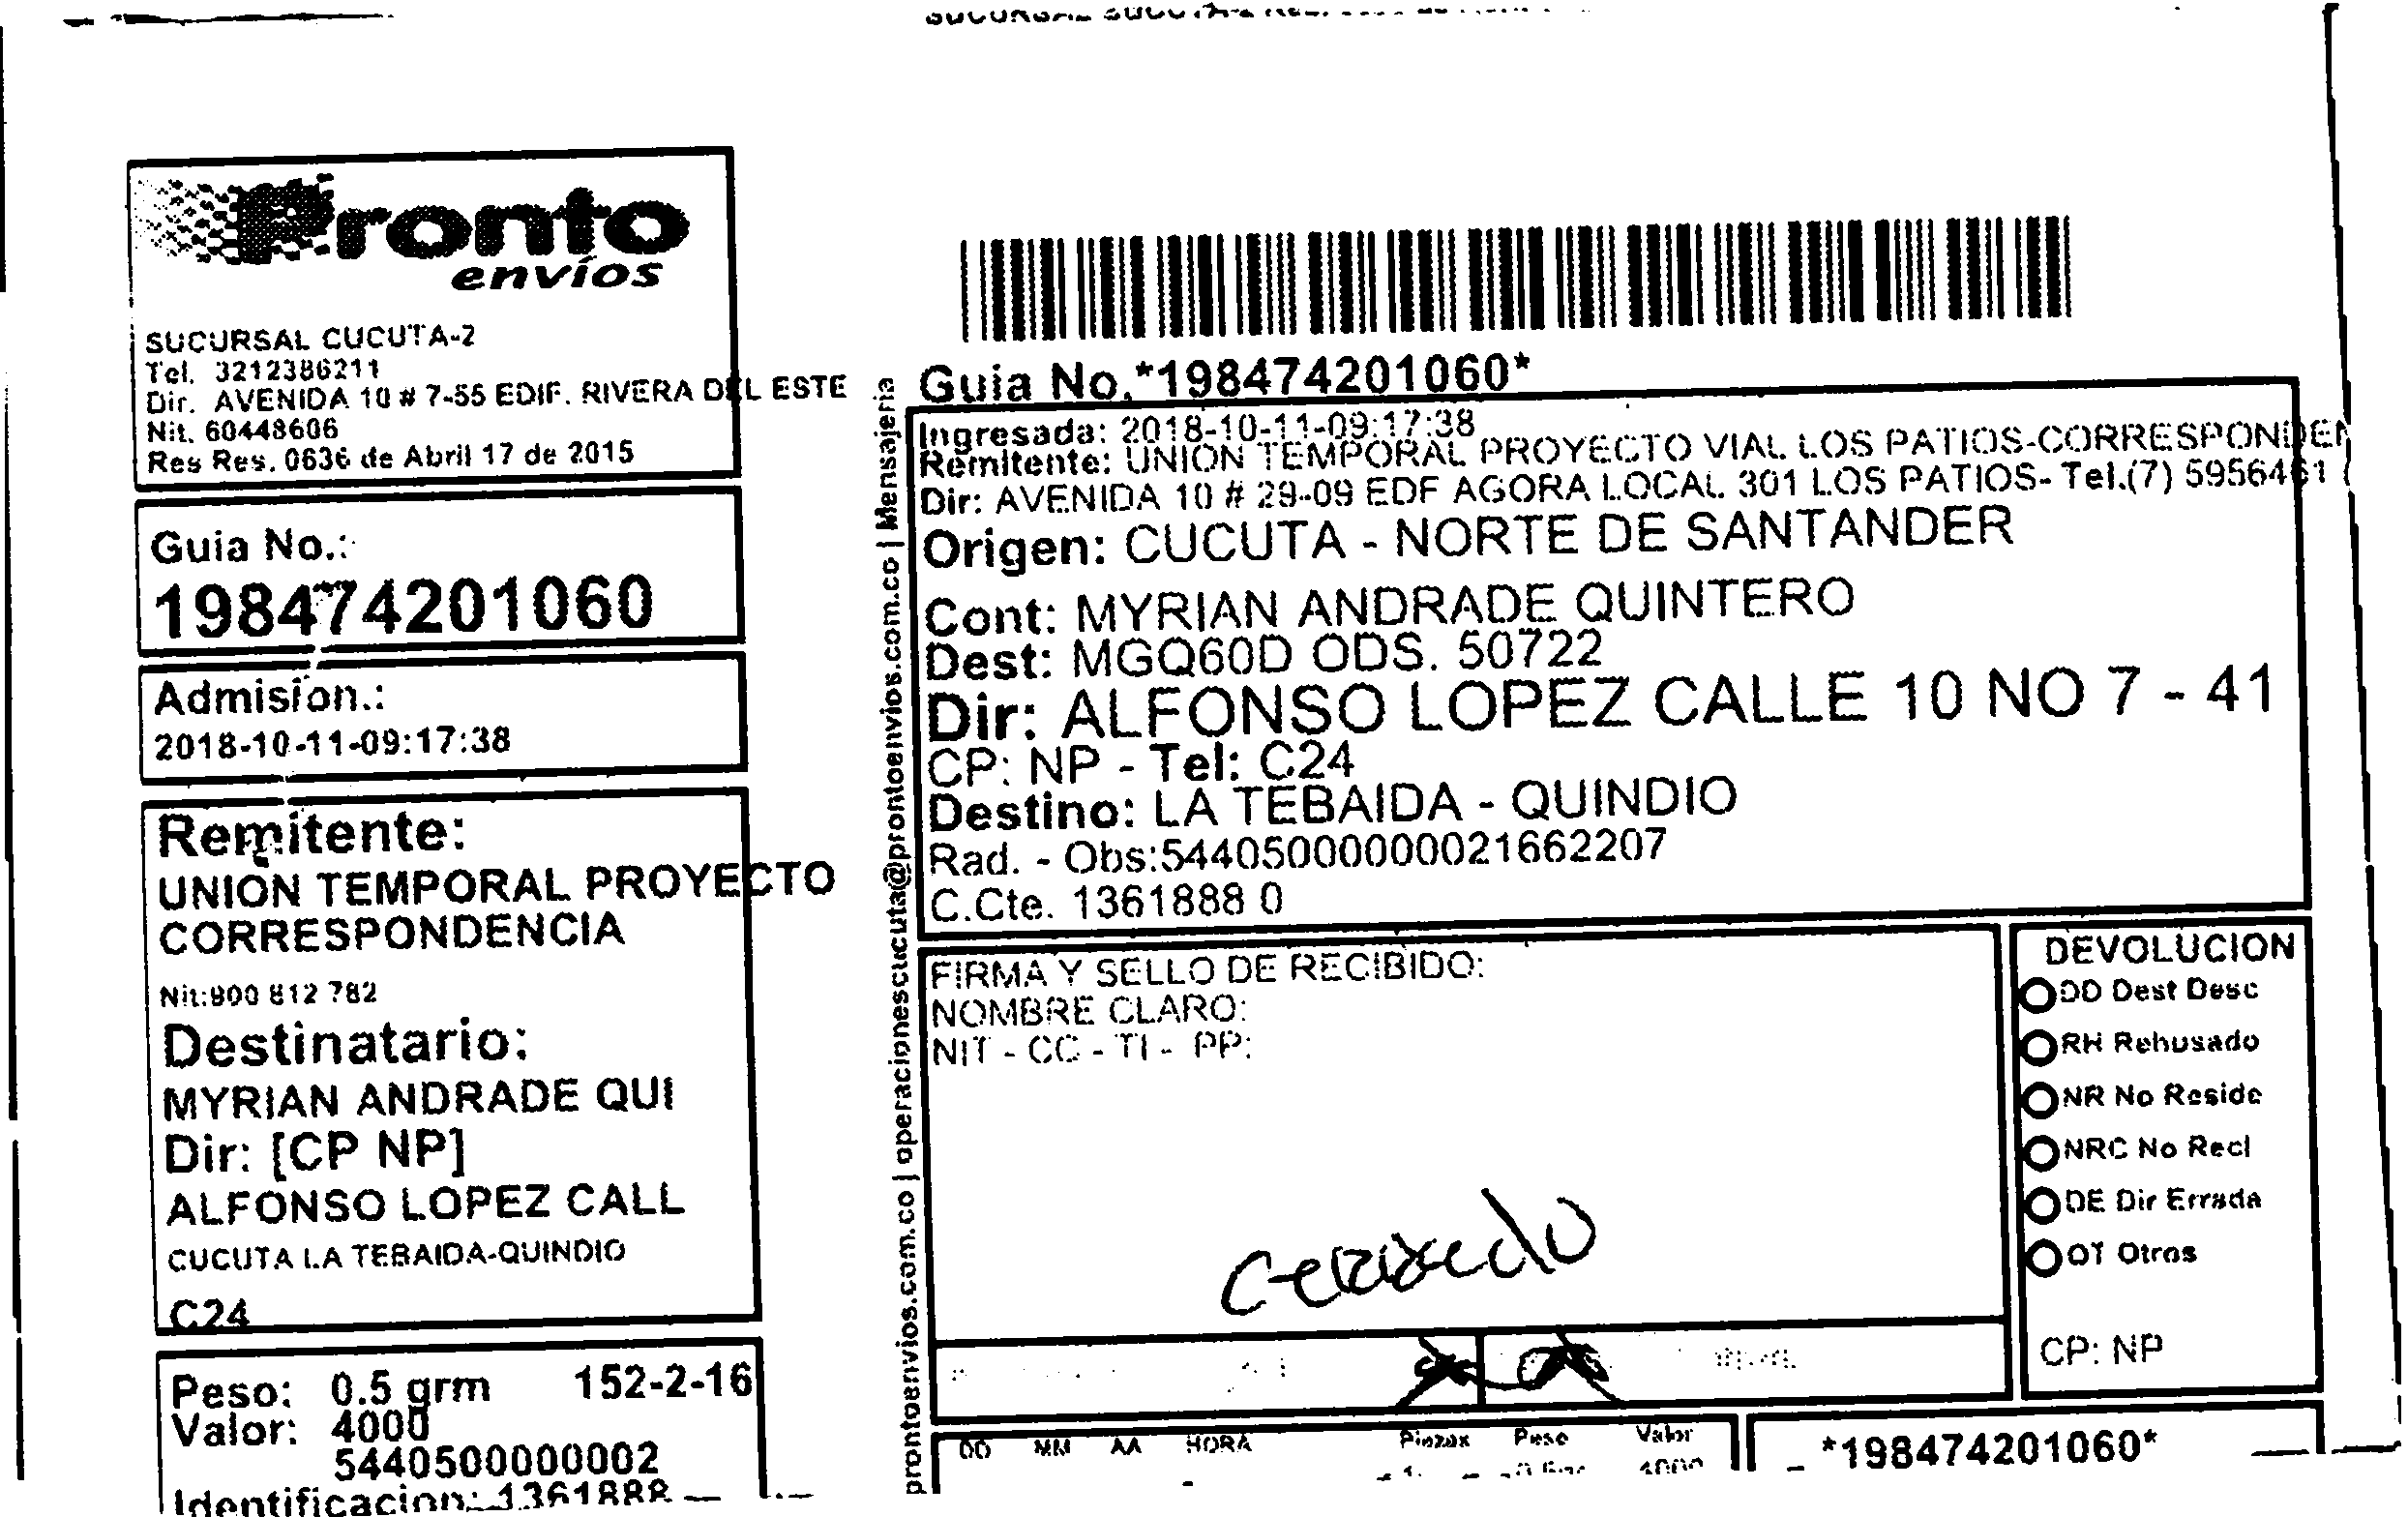 Pronto
envíos
SUCURSAL CUCUTA-2
Tel. 3212386211
Dir. AVENIDA 10 # 7-55 EDIF. RIVERA DEL ESTE
Nit. 60448606
Res Res. 0636 de Abril 17 de 2015
Guia No.:
198474201060
Admision.:
2018-10-11-09:17:38
Remitente:
UNION TEMPORAL PROYECTO
CORRESPONDENCIA
Nit:900 812 782
Destinatario:
MYRIAN ANDRADE QUI
Dir: [CP NP]
ALFONSO LOPEZ CALL
CUCUTA LA TEBAIDA-QUINDIO
C24
Peso: 0.5 grm 152-2-16
Valor: 4000
5440500000002
Identificacion: 1361888
prontoenvios.com.co | operacionescucuta@prontoenvios.com.co | Mensajeria
Guia No.*198474201060*
Ingresada: 2018-10-11-09:17:38
Remitente: UNION TEMPORAL PROYECTO VIAL LOS PATIOS-CORRESPONDEN
Dir: AVENIDA 10 # 29-09 EDF AGORA LOCAL 301 LOS PATIOS- Tel.(7) 5956461
Origen: CUCUTA - NORTE DE SANTANDER
Cont: MYRIAN ANDRADE QUINTERO
Dest: MGQ60D ODS. 50722
Dir: ALFONSO LOPEZ CALLE 10 NO 7 - 41
CP: NP - Tel: C24
Destino: LA TEBAIDA - QUINDIO
Rad. - Obs:544050000000021662207
C.Cte. 1361888 0
FIRMA Y SELLO DE RECIBIDO:
NOMBRE CLARO:
NIT - CC - TI - PP:
DEVOLUCION
DD Dest Desc
RH Rehusado
NR No Reside
NRC No Recl
DE Dir Errada
OT Otros
CP: NP
DD MM AA HORA Piezas Peso Valor
4000
*198474201060*